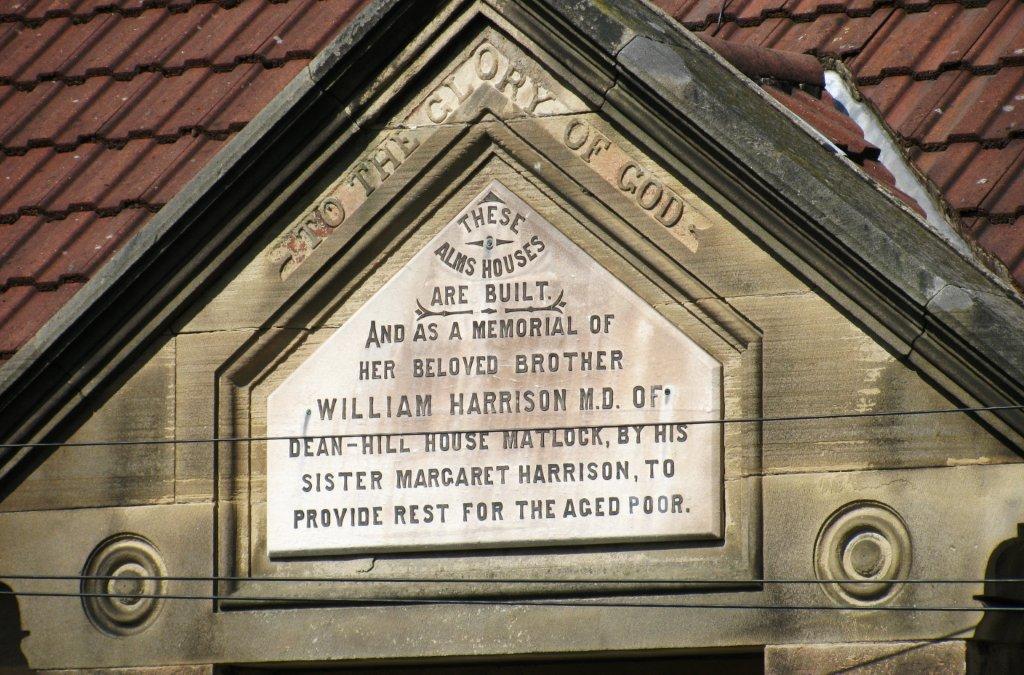 TO THE GLORY OF GOD
THESE
ALMS HOUSES
ARE BUILT.
AND AS A MEMORIAL OF
HER BELOVED BROTHER
WILLIAM HARRISON M.D. OF
DEAN-HILL HOUSE MATLOCK, BY HIS
SISTER MARGARET HARRISON, TO
PROVIDE REST FOR THE AGED POOR.